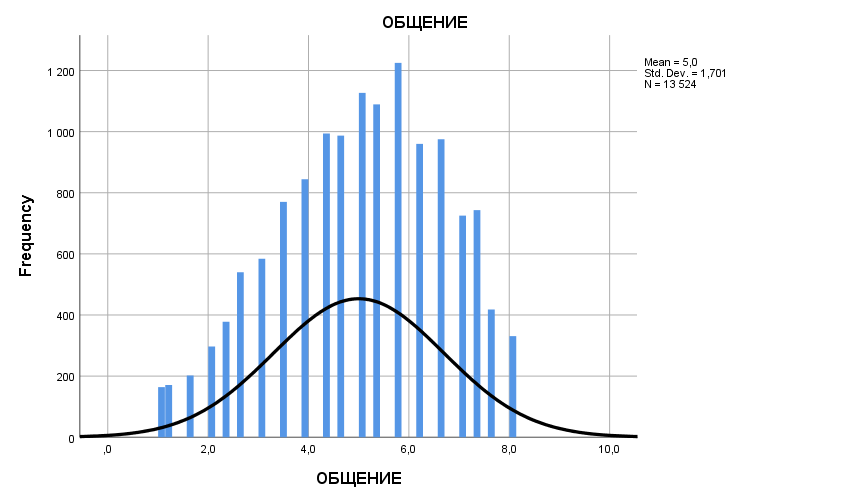 ОБЩЕНИЕ
Mean = 5,0
Std. Dev. = 1,701
N = 13 524
Frequency
1 200
1 000
800
600
400
200
0
,0
2,0
4,0
6,0
8,0
10,0
ОБЩЕНИЕ